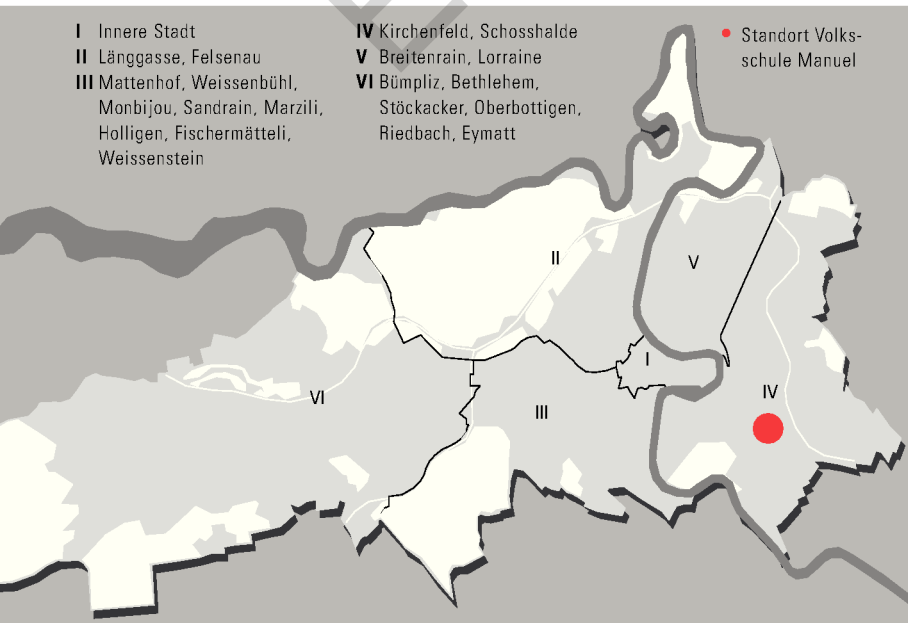 I Innere Stadt
II Länggasse, Felsenau
III Mattenhof, Weissenbühl,
Monbijou, Sandrain, Marzili,
Holligen, Fischermätteli,
Weissenstein
IV Kirchenfeld, Schosshalde
V Breitenrain, Lorraine
VI Bümpliz, Bethlehem,
Stöckacker, Oberbottigen,
Riedbach, Eymatt
Standort Volks-
schule Manuel
II
V
I
IV
VI
III